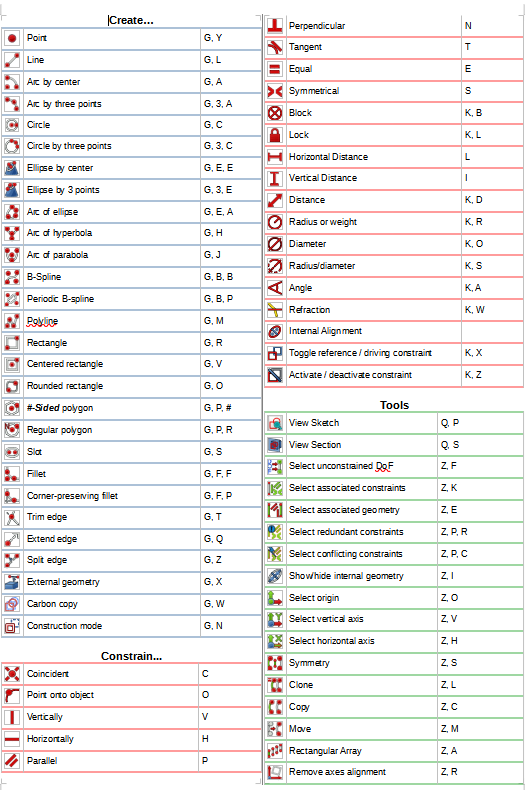 Create...
Point G, Y
Line G, L
Arc by center G, A
Arc by three points G, 3, A
Circle G, C
Circle by three points G, 3, C
Ellipse by center G, E, E
Ellipse by 3 points G, 3, E
Arc of ellipse G, E, A
Arc of hyperbola G, H
Arc of parabola G, J
B-Spline G, B, B
Periodic B-spline G, B, P
Polyline G, M
Rectangle G, R
Centered rectangle G, V
Rounded rectangle G, O
#-Sided polygon G, P, #
Regular polygon G, P, R
Slot G, S
Fillet G, F, F
Corner-preserving fillet G, F, P
Trim edge G, T
Extend edge G, Q
Split edge G, Z
External geometry G, X
Carbon copy G, W
Construction mode G, N
Constrain...
Coincident C
Point onto object O
Vertically V
Horizontally H
Parallel P
Perpendicular N
Tangent T
Equal E
Symmetrical S
Block K, B
Lock K, L
Horizontal Distance L
Vertical Distance I
Distance K, D
Radius or weight K, R
Diameter K, O
Radius/diameter K, S
Angle K, A
Refraction K, W
Internal Alignment
Toggle reference / driving constraint K, X
Activate / deactivate constraint K, Z
Tools
View Sketch Q, P
View Section Q, S
Select unconstrained DoF Z, F
Select associated constraints Z, K
Select associated geometry Z, E
Select redundant constraints Z, P, R
Select conflicting constraints Z, P, C
Show/hide internal geometry Z, I
Select origin Z, O
Select vertical axis Z, V
Select horizontal axis Z, H
Symmetry Z, S
Clone Z, L
Copy Z, C
Move Z, M
Rectangular Array Z, A
Remove axes alignment Z, R